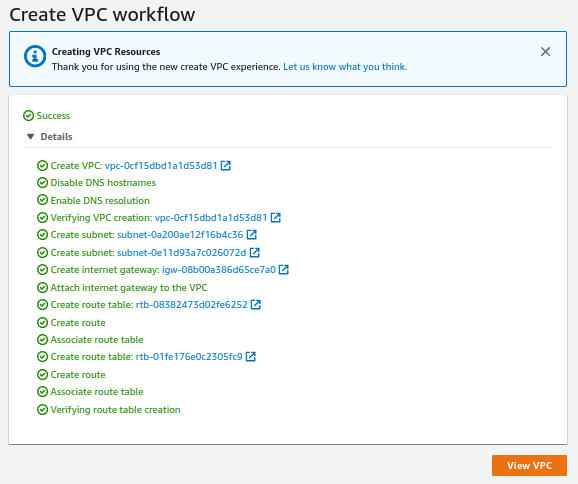 Create VPC workflow
Creating VPC Resources
Thank you for using the new create VPC experience. Let us know what you think.
Success
Details
Create VPC: vpc-0cf15dbd1a1d53d81
Disable DNS hostnames
Enable DNS resolution
Verifying VPC creation: vpc-0cf15dbd1a1d53d81
Create subnet: subnet-0a200ae12f16b4c36
Create subnet: subnet-0e11d93a7c026072d
Create internet gateway: igw-08b00a386d65ce7a0
Attach internet gateway to the VPC
Create route table: rtb-08382473d02fe6252
Create route
Associate route table
Create route table: rtb-01fe176e0c2305fc9
Create route
Associate route table
Verifying route table creation
View VPC